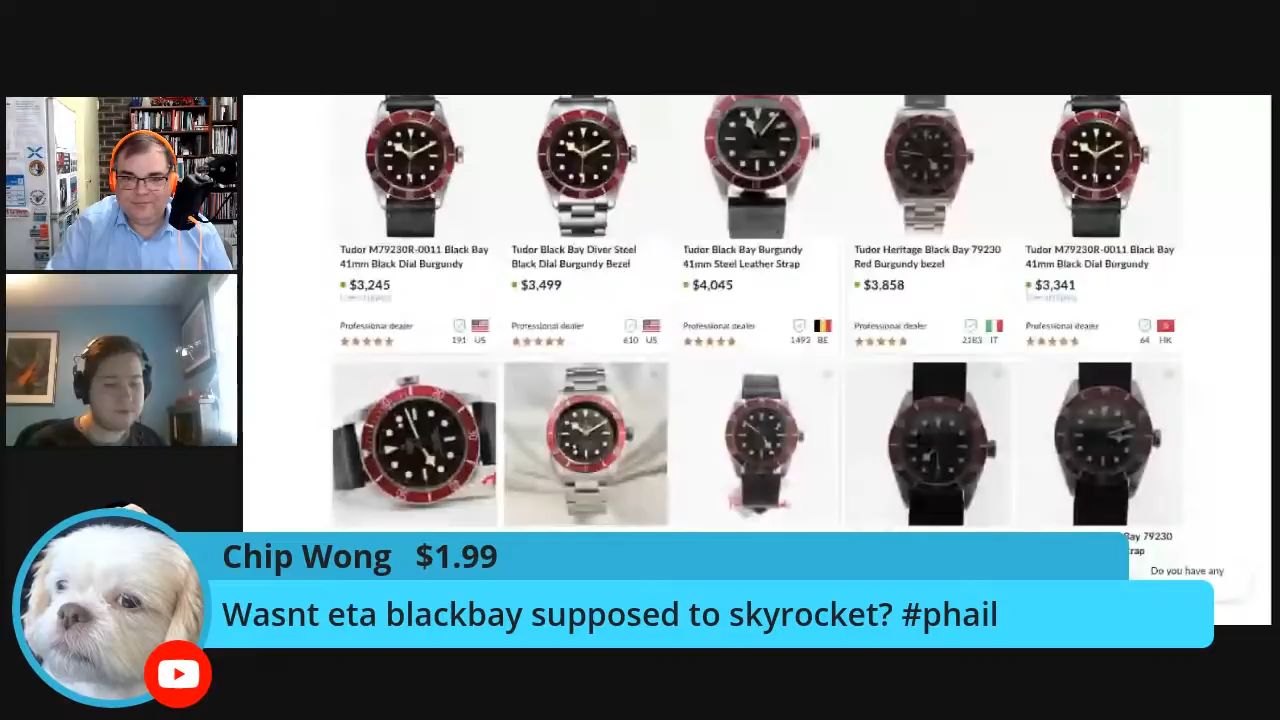 Tudor M79230R-0011 Black Bay
41mm Black Dial Burgundy
$3,245
Professional dealer
191 US
Tudor Black Bay Diver Steel
Black Dial Burgundy Bezel
$3,499
Professional dealer
610 US
Tudor Black Bay Burgundy
41mm Steel Leather Strap
$4,045
Professional dealer
1492 BE
Tudor Heritage Black Bay 79230
Red Burgundy bezel
$3,858
Professional dealer
2183 IT
Tudor M79230R-0011 Black Bay
41mm Black Dial Burgundy
$3,341
Professional dealer
64 HK
Bay 79230
trap
Do you have any
Chip Wong $1.99
Wasnt eta blackbay supposed to skyrocket? #phail